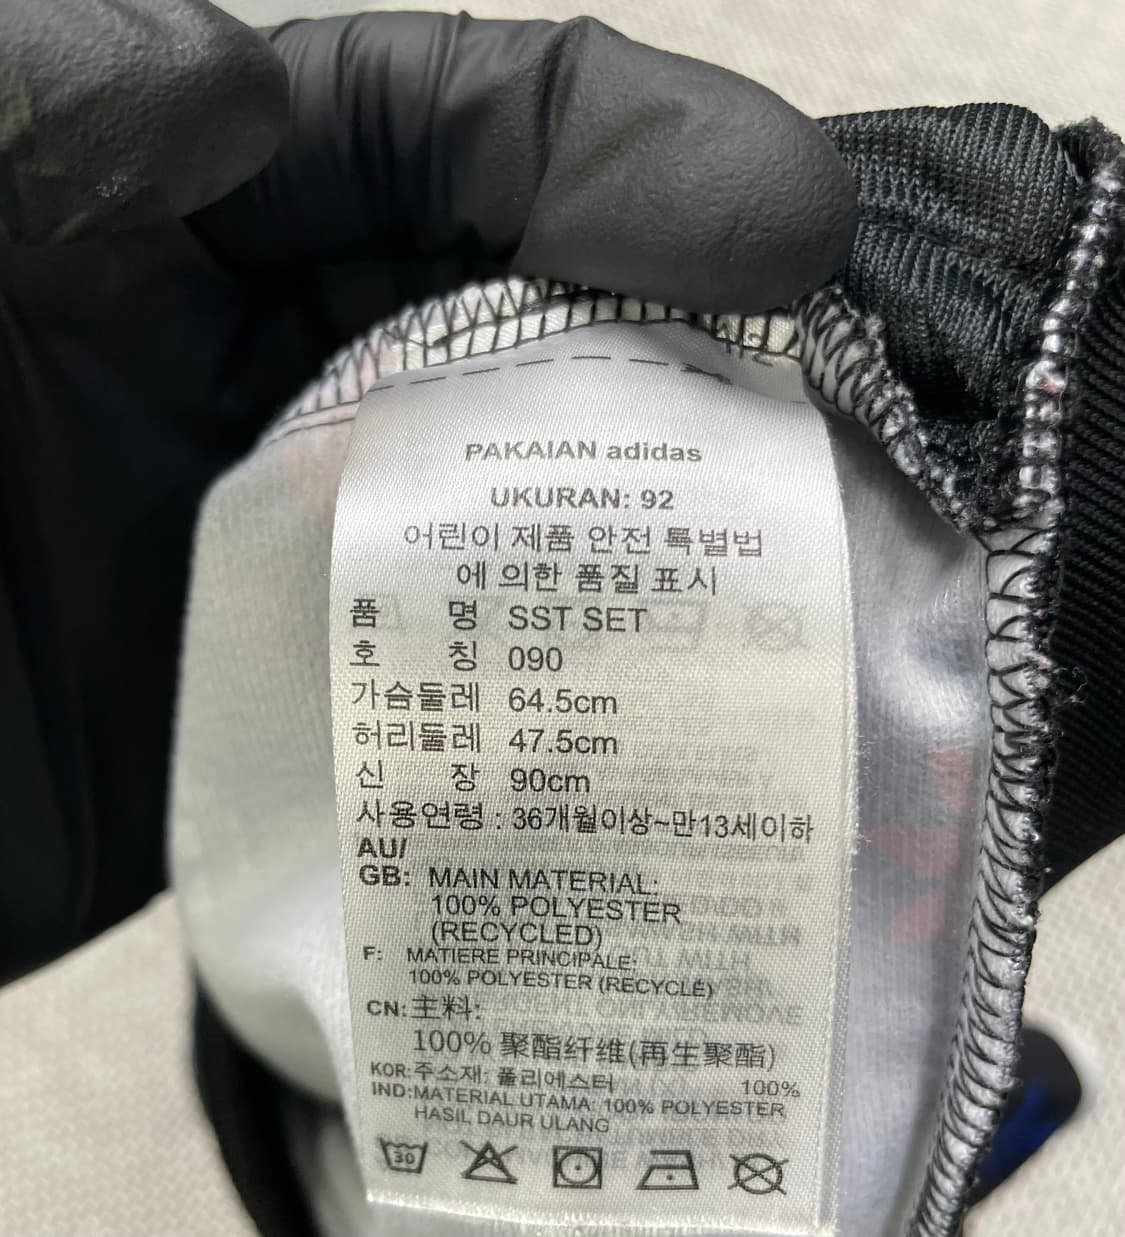 PAKAIAN adidas
UKURAN: 92
어린이 제품 안전 특별법
에 의한 품질 표시
품 명 SST SET
호 칭 090
가슴둘레 64.5cm
허리둘레 47.5cm
신 장 90cm
사용연령 : 36개월이상~만13세이하
AU/
GB: MAIN MATERIAL:
100% POLYESTER
(RECYCLED)
F: MATIERE PRINCIPALE:
100% POLYESTER (RECYCLÉ)
CN: 主料:
100% 聚酯纤维(再生聚酯)
KOR: 주소재: 폴리에스터 100%
IND: MATERIAL UTAMA: 100% POLYESTER
HASIL DAUR ULANG
30